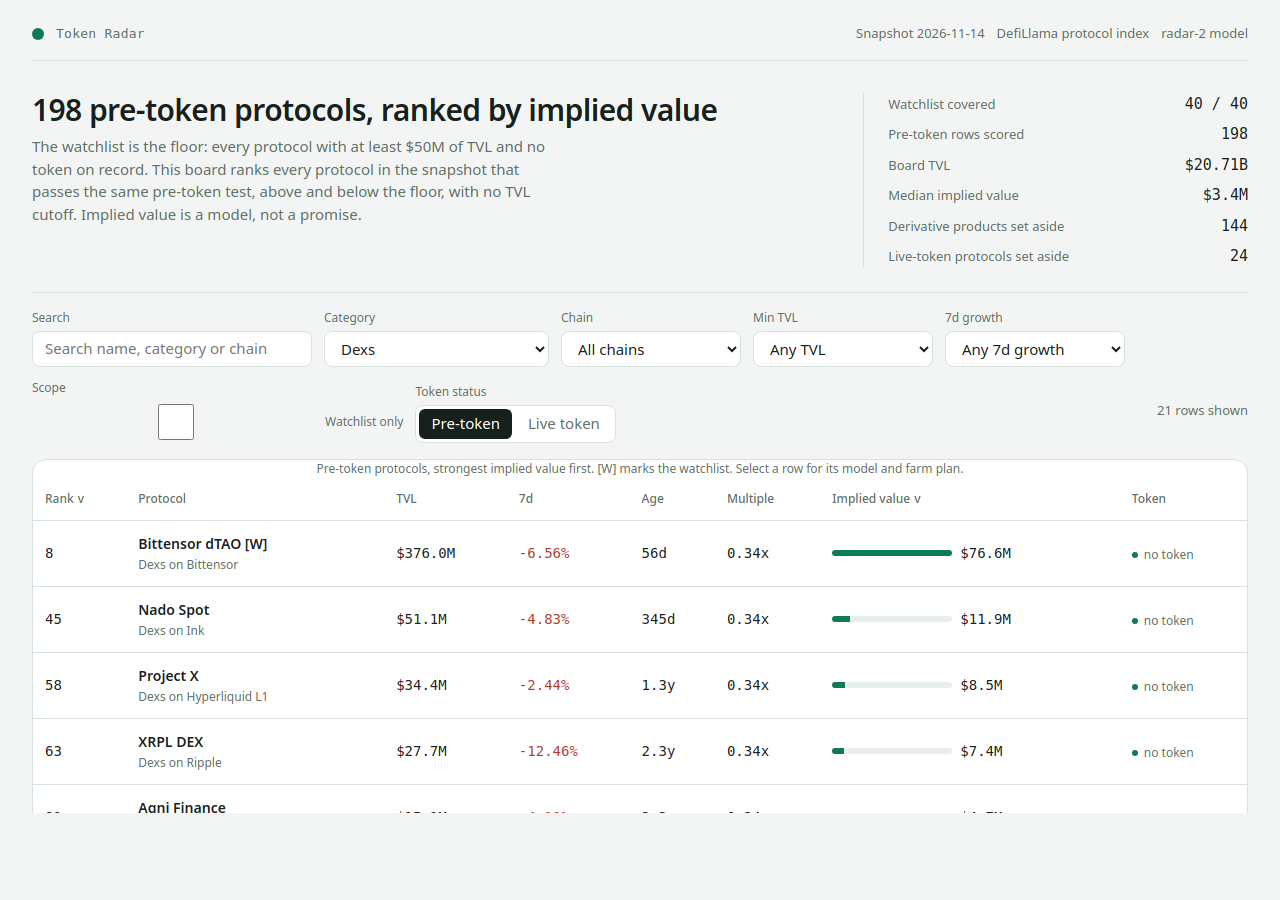 Token Radar
Snapshot 2026-11-14 DefiLlama protocol index radar-2 model
198 pre-token protocols, ranked by implied value
The watchlist is the floor: every protocol with at least $50M of TVL and no
token on record. This board ranks every protocol in the snapshot that
passes the same pre-token test, above and below the floor, with no TVL
cutoff. Implied value is a model, not a promise.
Watchlist covered 40 / 40
Pre-token rows scored 198
Board TVL $20.71B
Median implied value $3.4M
Derivative products set aside 144
Live-token protocols set aside 24
Search Category Chain Min TVL 7d growth
Search name, category or chain Dexs All chains Any TVL Any 7d growth
Scope Token status
Watchlist only Pre-token Live token 21 rows shown
Pre-token protocols, strongest implied value first. [W] marks the watchlist. Select a row for its model and farm plan.
Rank v Protocol TVL 7d Age Multiple Implied value v Token
8 Bittensor dTAO [W] $376.0M -6.56% 56d 0.34x $76.6M no token
Dexs on Bittensor
45 Nado Spot $51.1M -4.83% 345d 0.34x $11.9M no token
Dexs on Ink
58 Project X $34.4M -2.44% 1.3y 0.34x $8.5M no token
Dexs on Hyperliquid L1
63 XRPL DEX $27.7M -12.46% 2.3y 0.34x $7.4M no token
Dexs on Ripple
Agni Finance